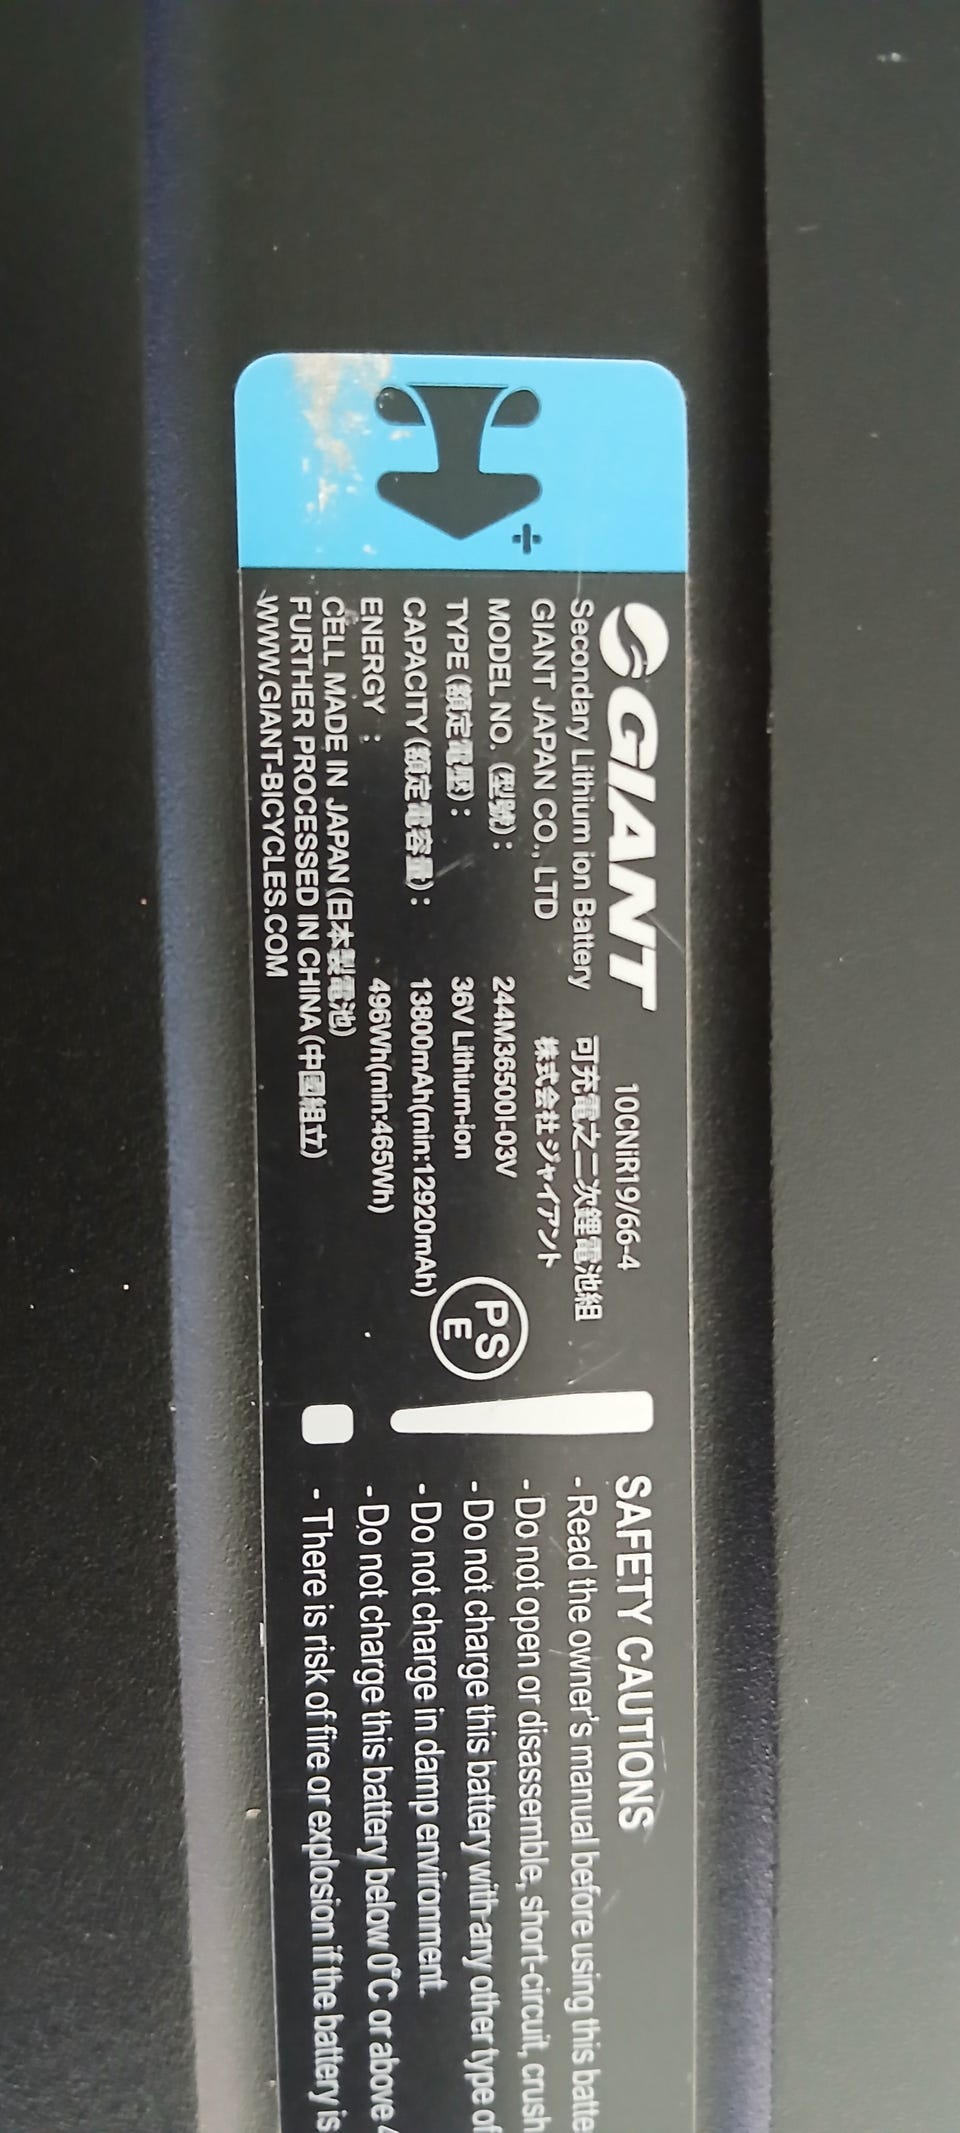 GIANT 10CNiR19/66-4
Secondary Lithium ion Battery 可充電之二次鋰電池組
GIANT JAPAN CO., LTD 株式会社 ジャイアント
MODEL NO. (型號): 244M36500I-03V
TYPE (額定電壓): 36V Lithium-ion
CAPACITY (額定電容量): 13800mAh(min:12920mAh)
ENERGY : 496Wh(min:465Wh)
CELL MADE IN JAPAN (日本製電池)
FURTHER PROCESSED IN CHINA (中國組立)
WWW.GIANT-BICYCLES.COM
PSE
SAFETY CAUTIONS
- Read the owner's manual before using this batte
- Do not open or disassemble, short-circuit, crush
- Do not charge this battery with any other type of
- Do not charge in damp environment.
- Do not charge this battery below 0°C or above 4
- There is risk of fire or explosion if the battery is